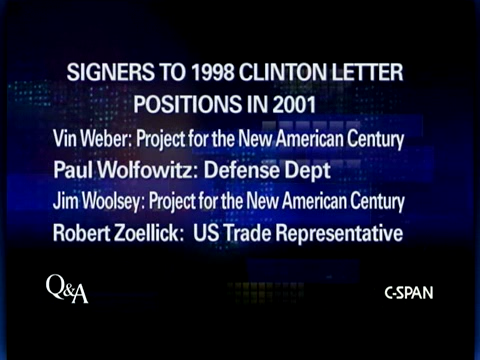 SIGNERS TO 1998 CLINTON LETTER
POSITIONS IN 2001
Vin Weber: Project for the New American Century
Paul Wolfowitz: Defense Dept
Jim Woolsey: Project for the New American Century
Robert Zoellick: US Trade Representative
Q&A
C-SPAN